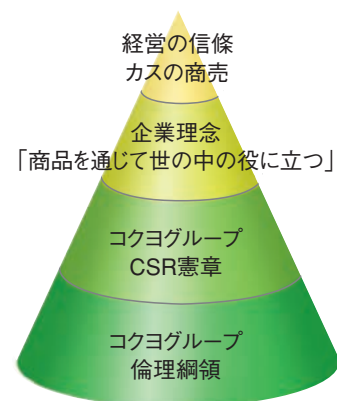 経営の信條
カスの商売
企業理念
「商品を通じて世の中の役に立つ」
コクヨグループ
CSR憲章
コクヨグループ
倫理綱領